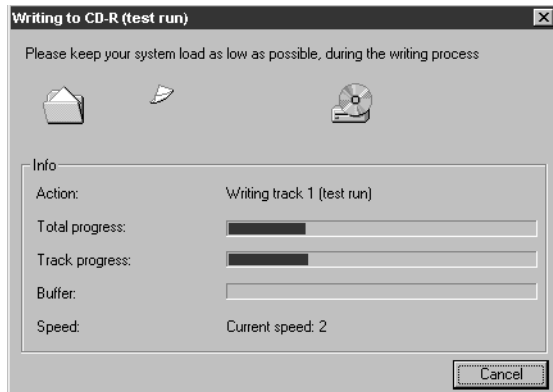 Writing to CD-R (test run)
Please keep your system load as low as possible, during the writing process
Info
Action: Writing track 1 (test run)
Total progress:
Track progress:
Buffer:
Speed: Current speed: 2
Cancel